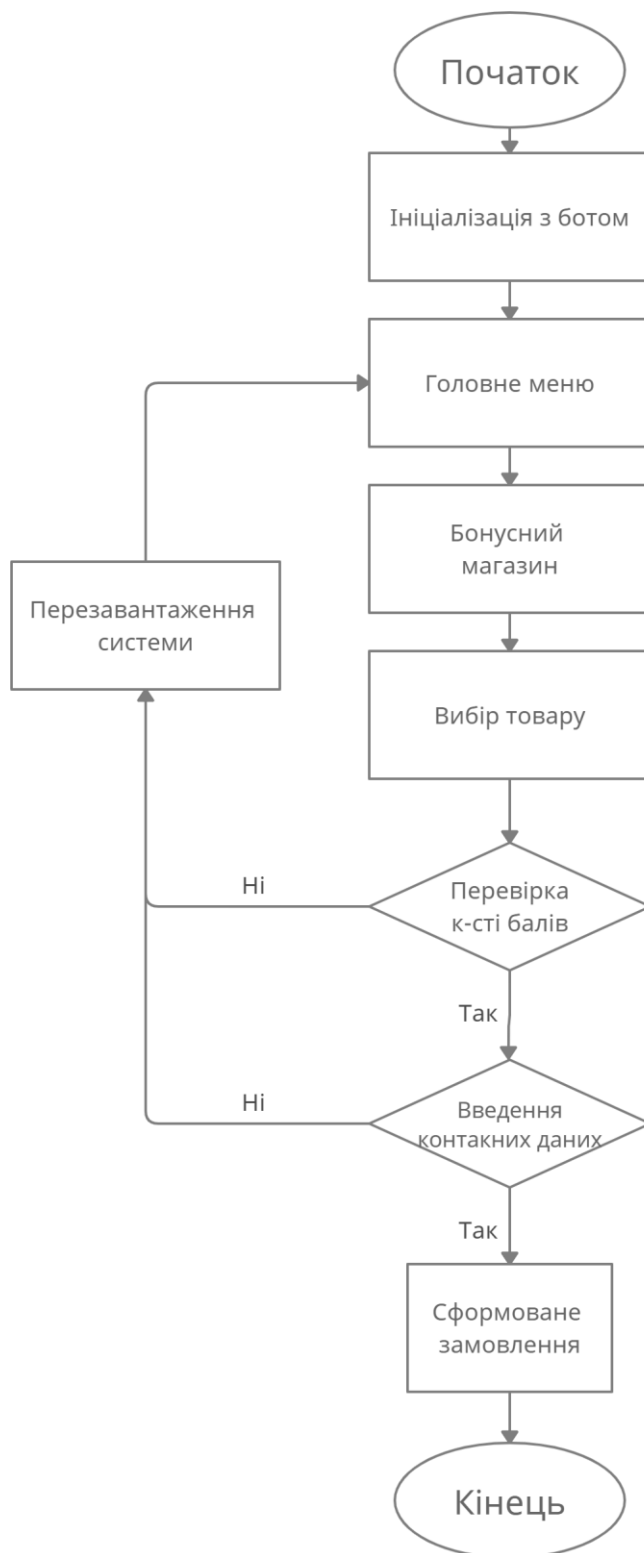 Початок
Ініціалізація з ботом
Головне меню
Бонусний
магазин
Перезавантаження
системи
Вибір товару
Ні
Перевірка
к-сті балів
Так
Ні
Введення
контакних даних
Так
Сформоване
замовлення
Кінець